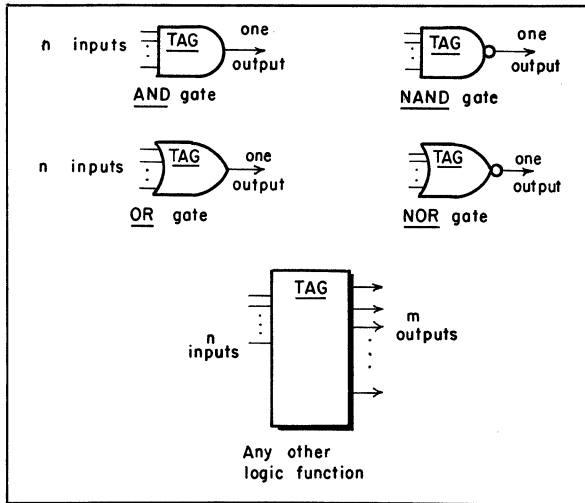 n inputs TAG one
output
AND gate
TAG one
output
NAND gate
n inputs TAG one
output
OR gate
TAG one
output
NOR gate
TAG
n
inputs
m
outputs
Any other
logic function